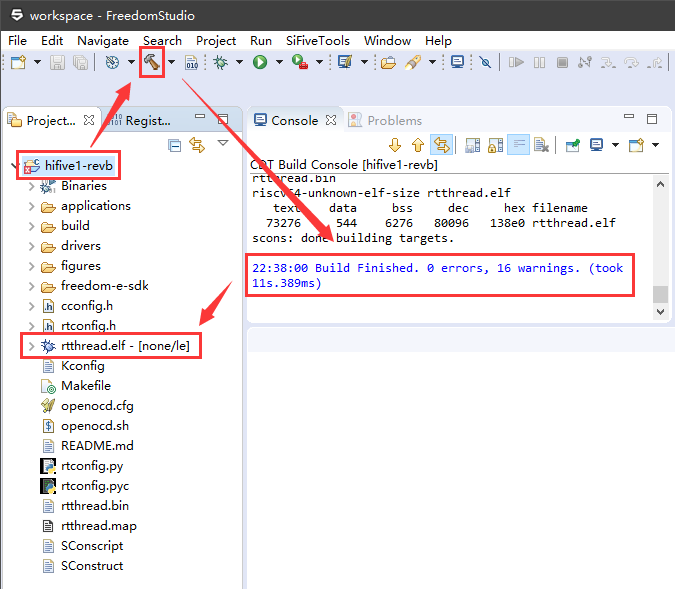 workspace - FreedomStudio
File Edit Navigate Search Project Run SiFiveTools Window Help
010
Project...
Regist...
hifive1-revb
Binaries
applications
build
drivers
figures
freedom-e-sdk
cconfig.h
rtconfig.h
rtthread.elf - [none/le]
Kconfig
Makefile
openocd.cfg
openocd.sh
README.md
rtconfig.py
rtconfig.pyc
rtthread.bin
rtthread.map
SConscript
SConstruct
Console
Problems
CDT Build Console [hifive1-revb]
rtthread.bin
riscv64-unknown-elf-size rtthread.elf
text data bss dec hex filename
73276 544 6276 80096 138e0 rtthread.elf
scons: done building targets.
22:38:00 Build Finished. 0 errors, 16 warnings. (took
11s.389ms)